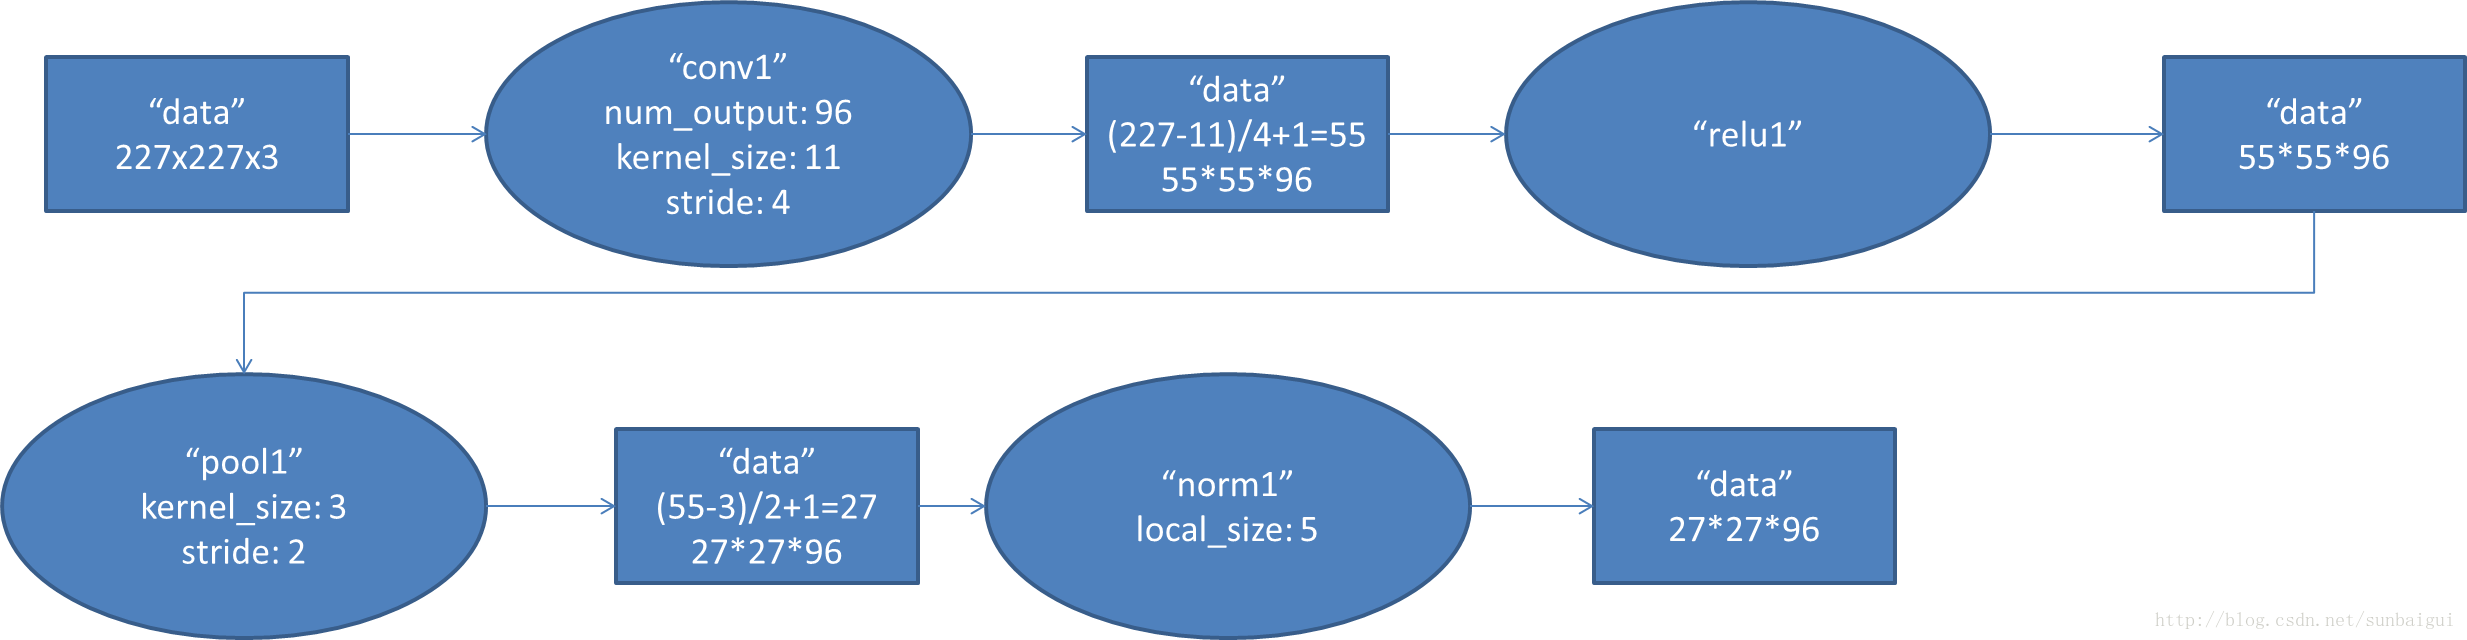 “data”
227x227x3
“conv1”
num_output: 96
kernel_size: 11
stride: 4
“data”
(227-11)/4+1=55
55*55*96
“relu1”
“data”
55*55*96
“pool1”
kernel_size: 3
stride: 2
“data”
(55-3)/2+1=27
27*27*96
“norm1”
local_size: 5
“data”
27*27*96
http://blog.csdn.net/sunbaigui